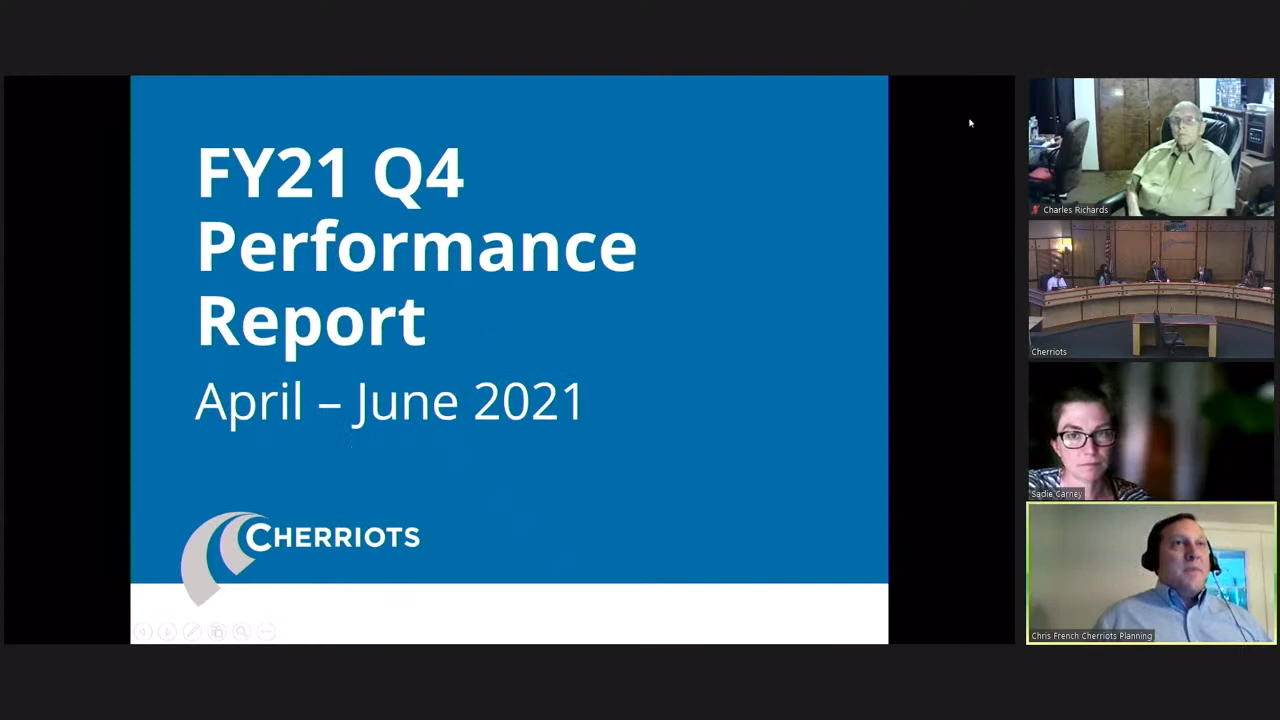 FY21 Q4
Performance
Report
April – June 2021
CHERRIOTS
Charles Richards
Cherriots
Sadie Carney
Chris French Cherriots Planning